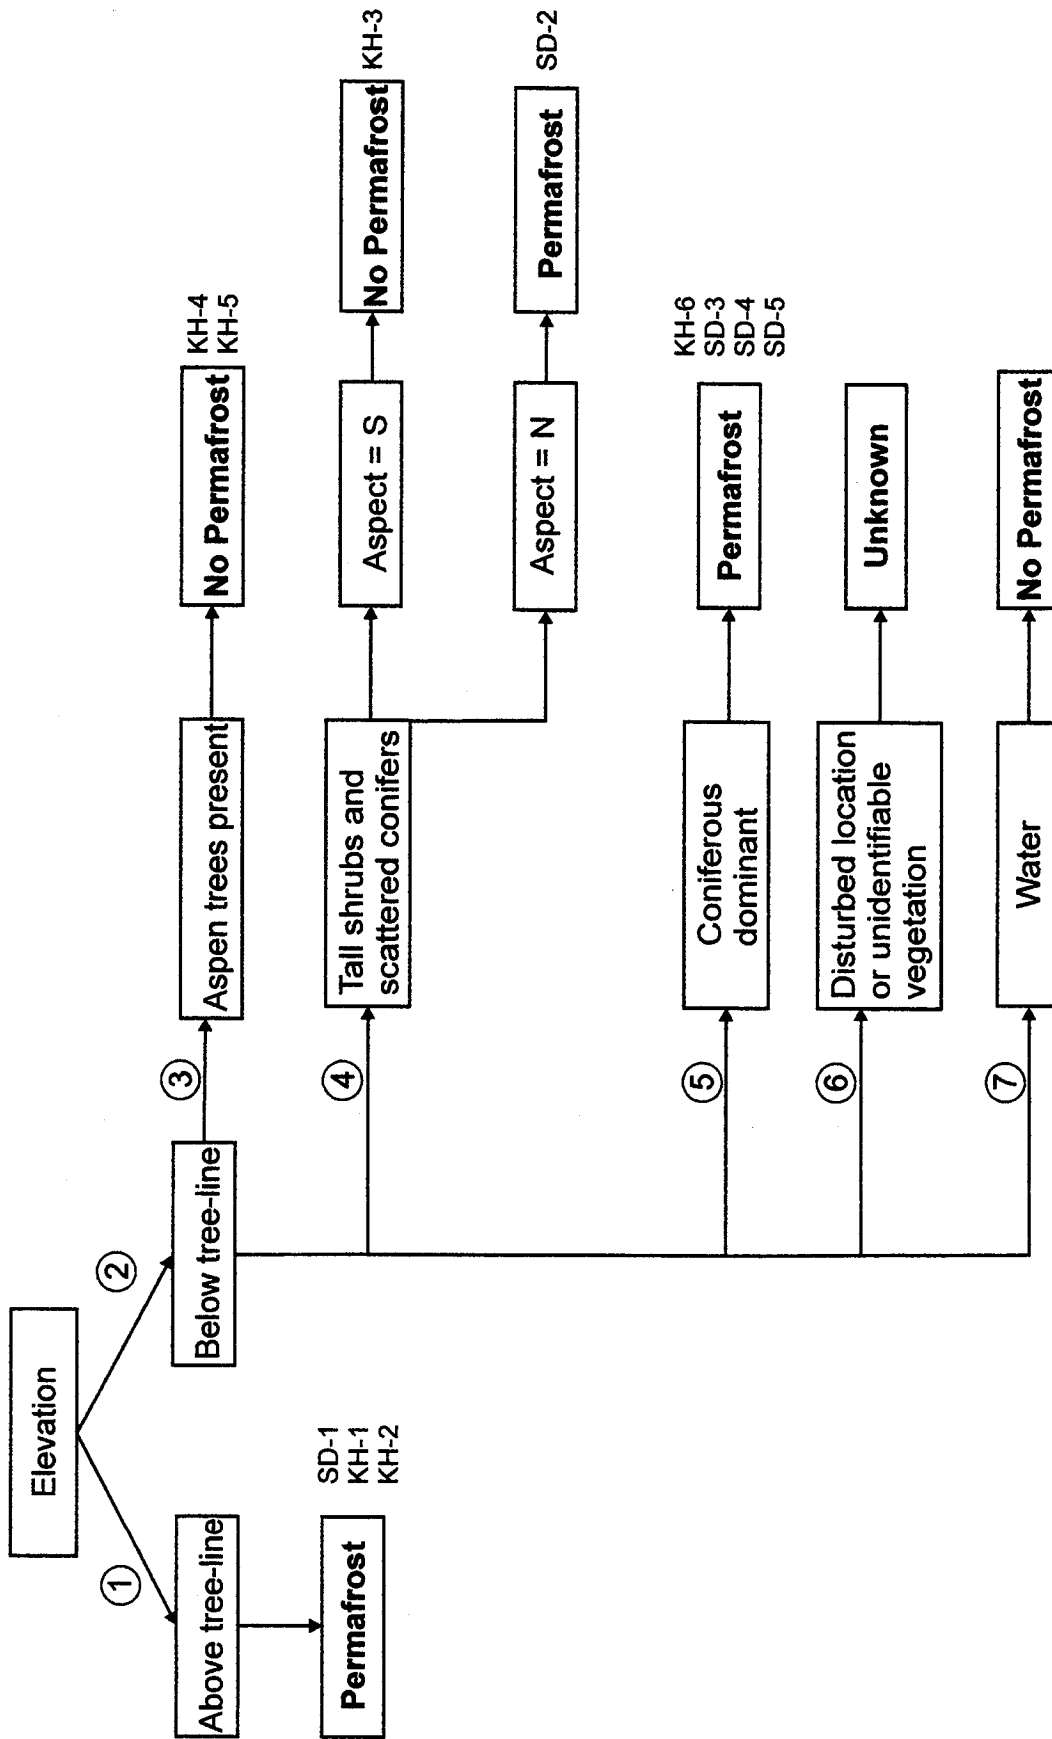 Elevation
①
②
Above tree-line
Permafrost
SD-1
KH-1
KH-2
Below tree-line
③
Aspen trees present
No Permafrost
KH-4
KH-5
④
Tall shrubs and
scattered conifers
Aspect = S
No Permafrost
KH-3
Aspect = N
Permafrost
SD-2
⑤
Coniferous
dominant
Permafrost
KH-6
SD-3
SD-4
SD-5
⑥
Disturbed location
or unidentifiable
vegetation
Unknown
⑦
Water
No Permafrost